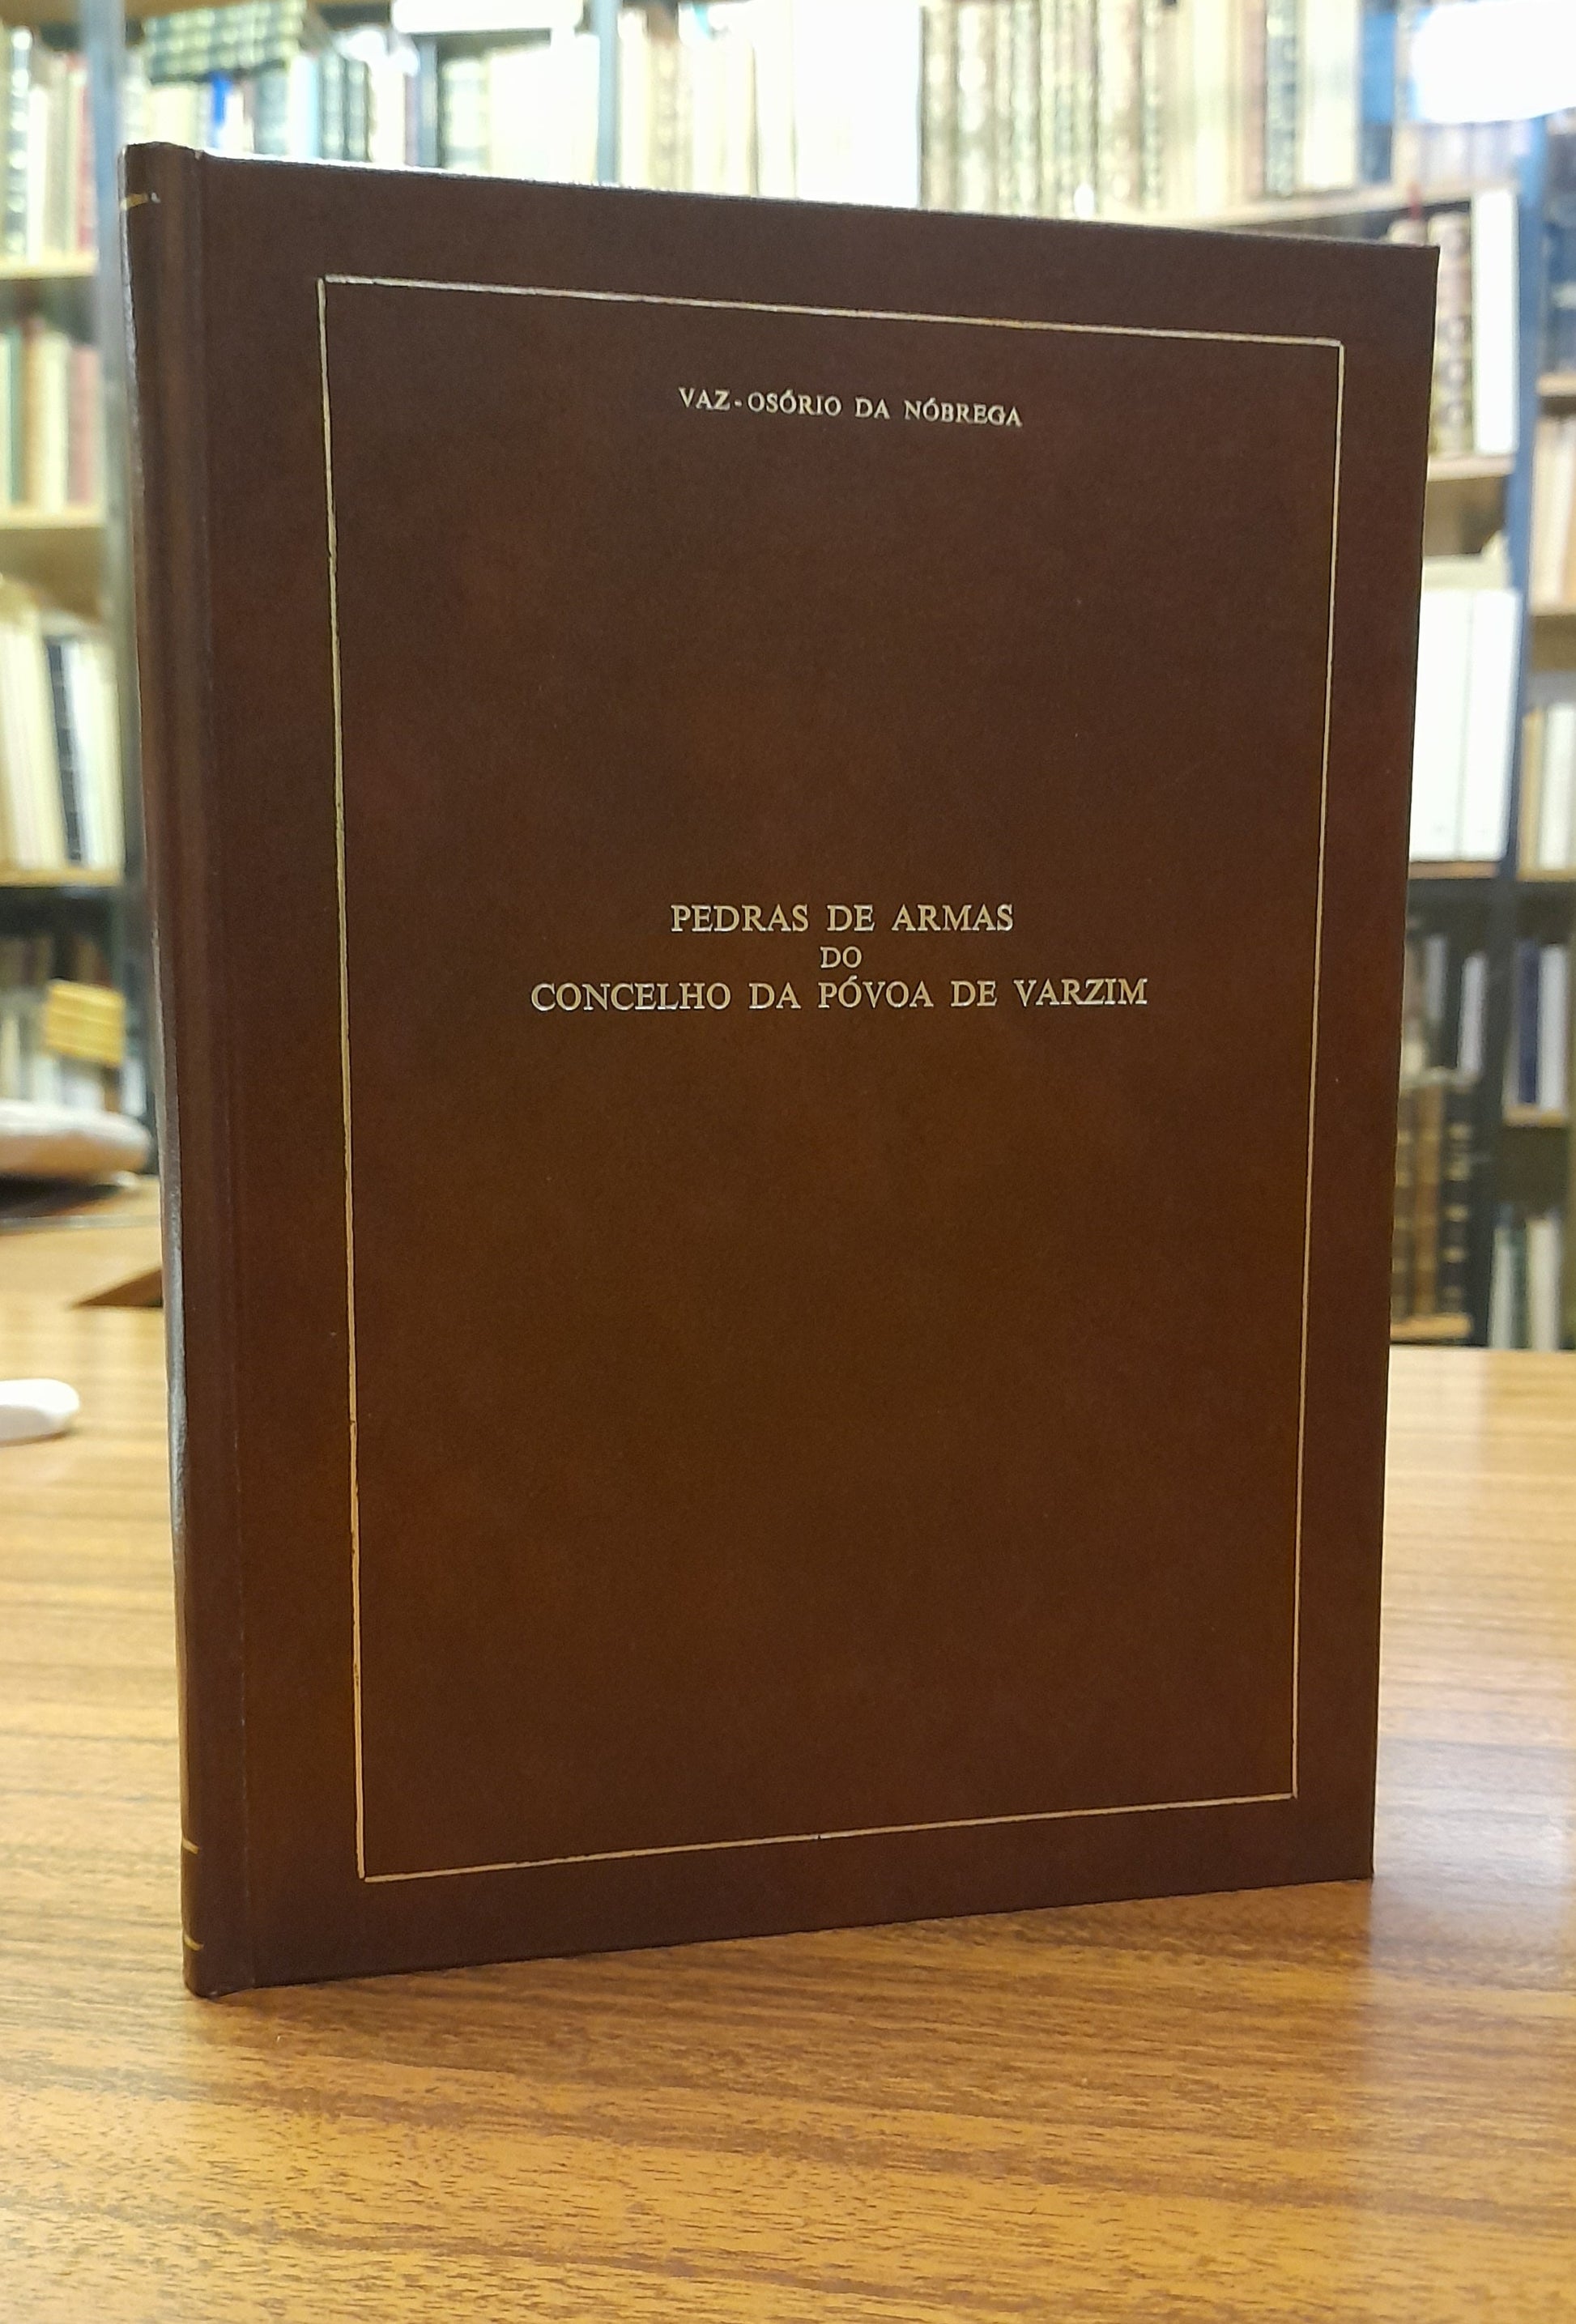 VAZ-OSÓRIO DA NÓBREGA
PEDRAS DE ARMAS
DO
CONCELHO DA PÓVOA DE VARZIM